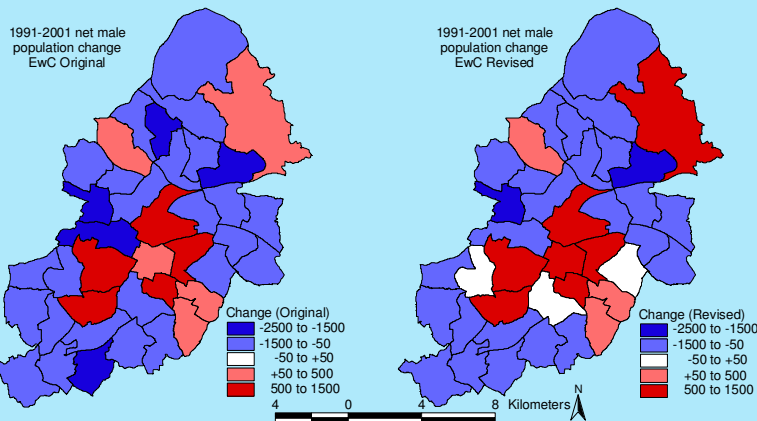 1991-2001 net male
population change
EwC Original
1991-2001 net male
population change
EwC Revised
Change (Original)
-2500 to -1500
-1500 to -50
-50 to +50
+50 to 500
500 to 1500
Change (Revised)
-2500 to -1500
-1500 to -50
-50 to +50
+50 to 500
500 to 1500
4 0 4 8 Kilometers
N